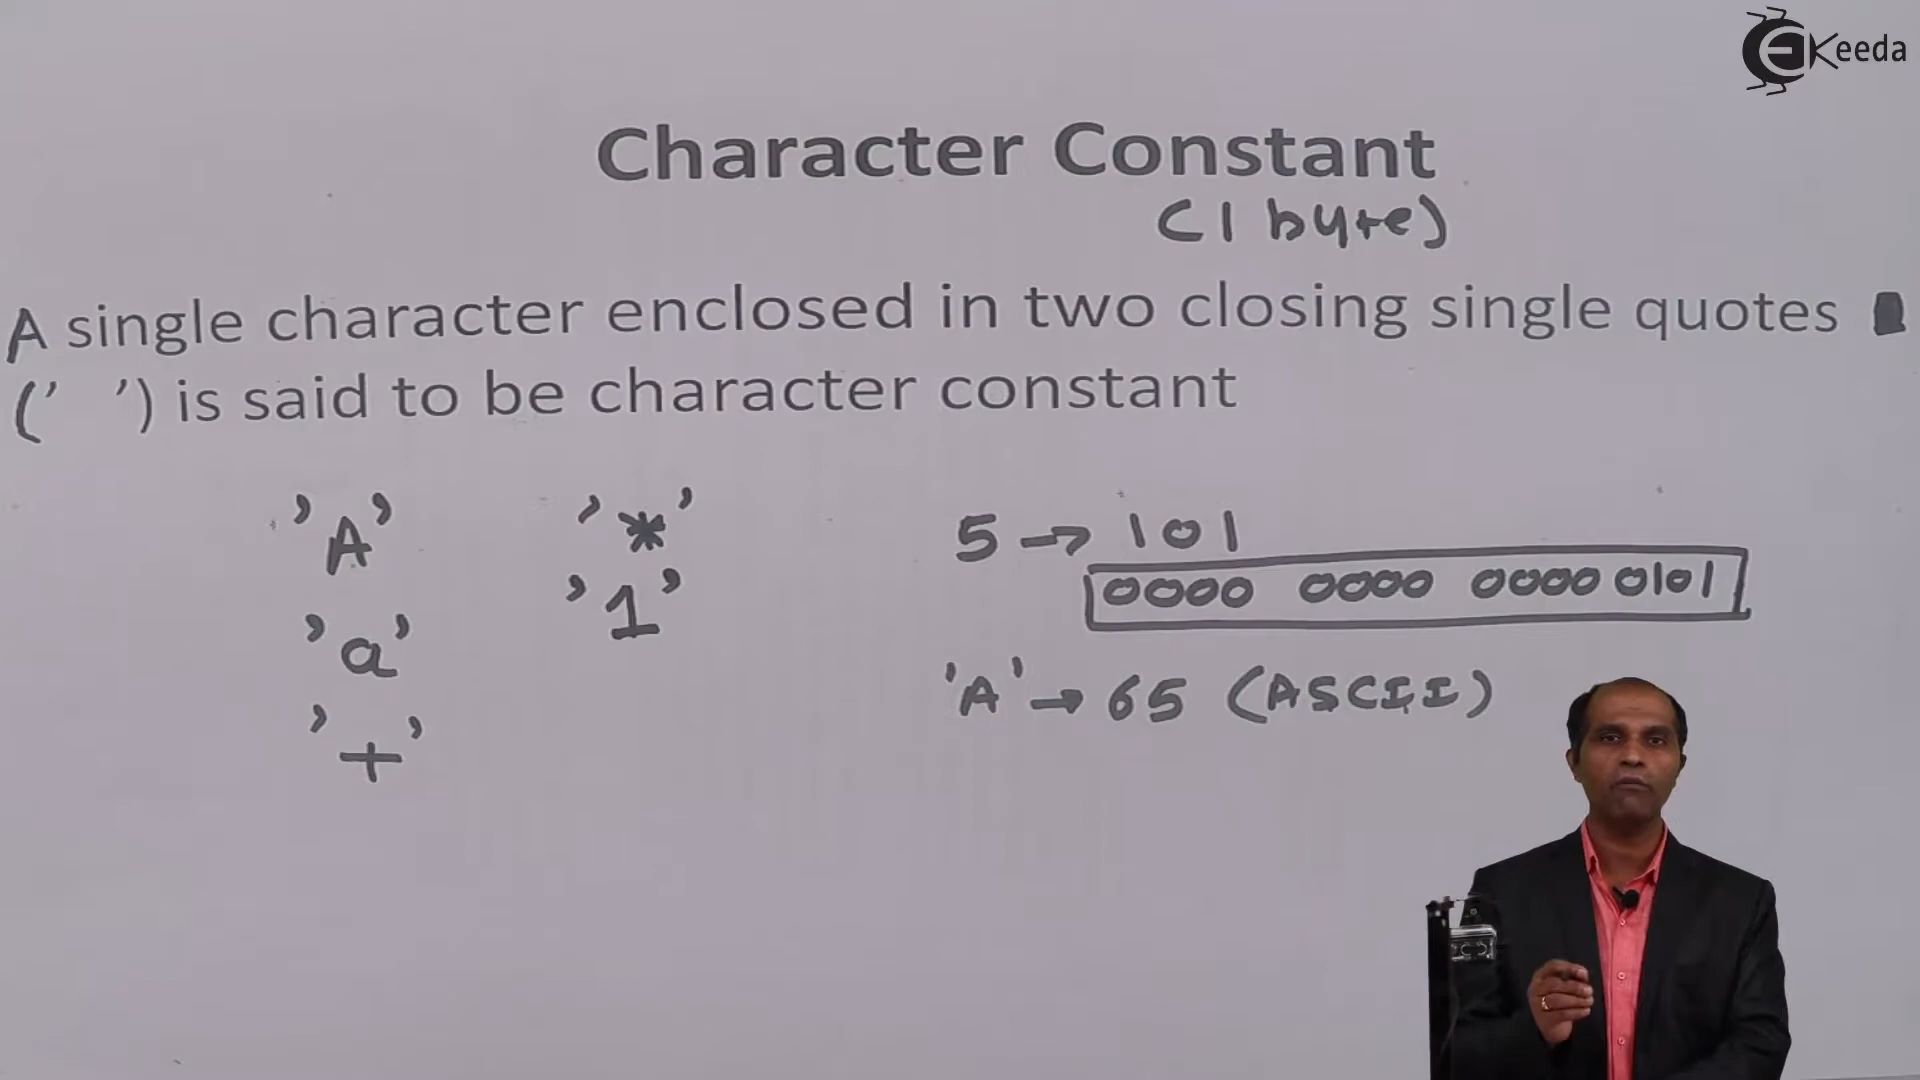 EKeeda
Character Constant
(1 byte)
A single character enclosed in two closing single quotes
(’ ’) is said to be character constant
’A’ ’*’
’a’ ’1’
’+’
5 → 101
0000 0000 0000 0101
'A' → 65 (ASCII)